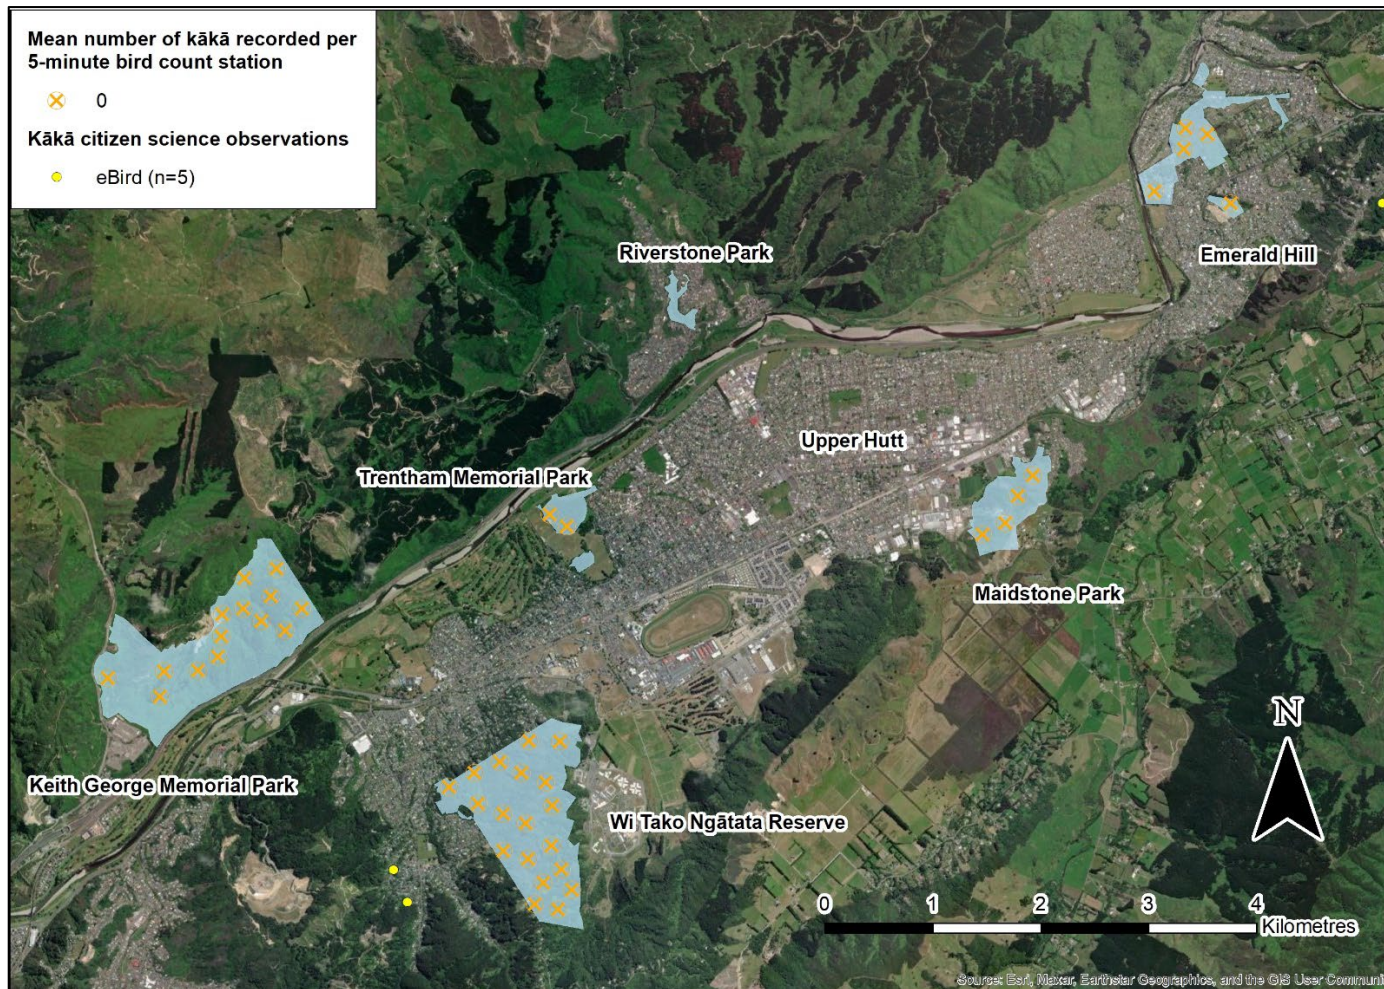 Mean number of kākā recorded per
5-minute bird count station
0
Kākā citizen science observations
eBird (n=5)
Riverstone Park
Emerald Hill
Upper Hutt
Trentham Memorial Park
Maidstone Park
Keith George Memorial Park
Wi Tako Ngātata Reserve
N
0 1 2 3 4
Kilometres
Source: Esri, Maxar, Earthstar Geographics, and the GIS User Communi